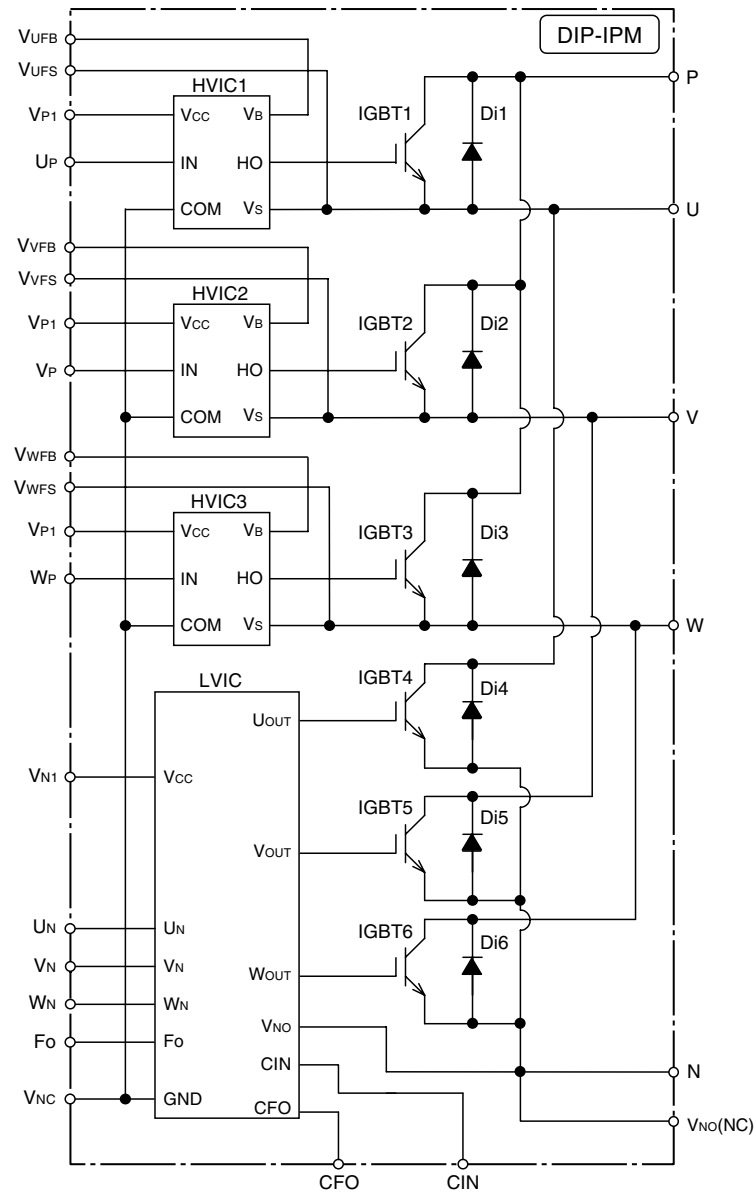 DIP-IPM
VUFB
VUFS
HVIC1
VP1
VCC
VB
IGBT1
Di1
P
UP
IN
HO
COM
VS
U
VVFB
VVFS
HVIC2
VP1
VCC
VB
IGBT2
Di2
VP
IN
HO
COM
VS
V
VWFB
VWFS
HVIC3
VP1
VCC
VB
IGBT3
Di3
WP
IN
HO
COM
VS
W
LVIC
IGBT4
Di4
UOUT
VN1
VCC
IGBT5
Di5
VOUT
UN
UN
IGBT6
Di6
VN
VN
WOUT
WN
WN
VNO
Fo
Fo
CIN
N
VNC
GND
CFO
VNO(NC)
CFO
CIN